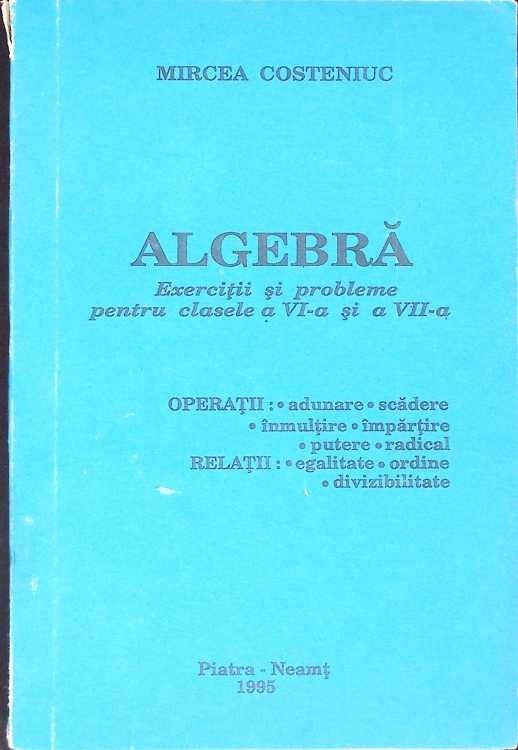 MIRCEA COSTENIUC
ALGEBRĂ
Exerciţii şi probleme
pentru clasele a VI-a şi a VII-a
OPERAŢII : • adunare • scădere
• înmulţire • împărţire
• putere • radical
RELAŢII : • egalitate • ordine
• divizibilitate
Piatra - Neamţ
1995